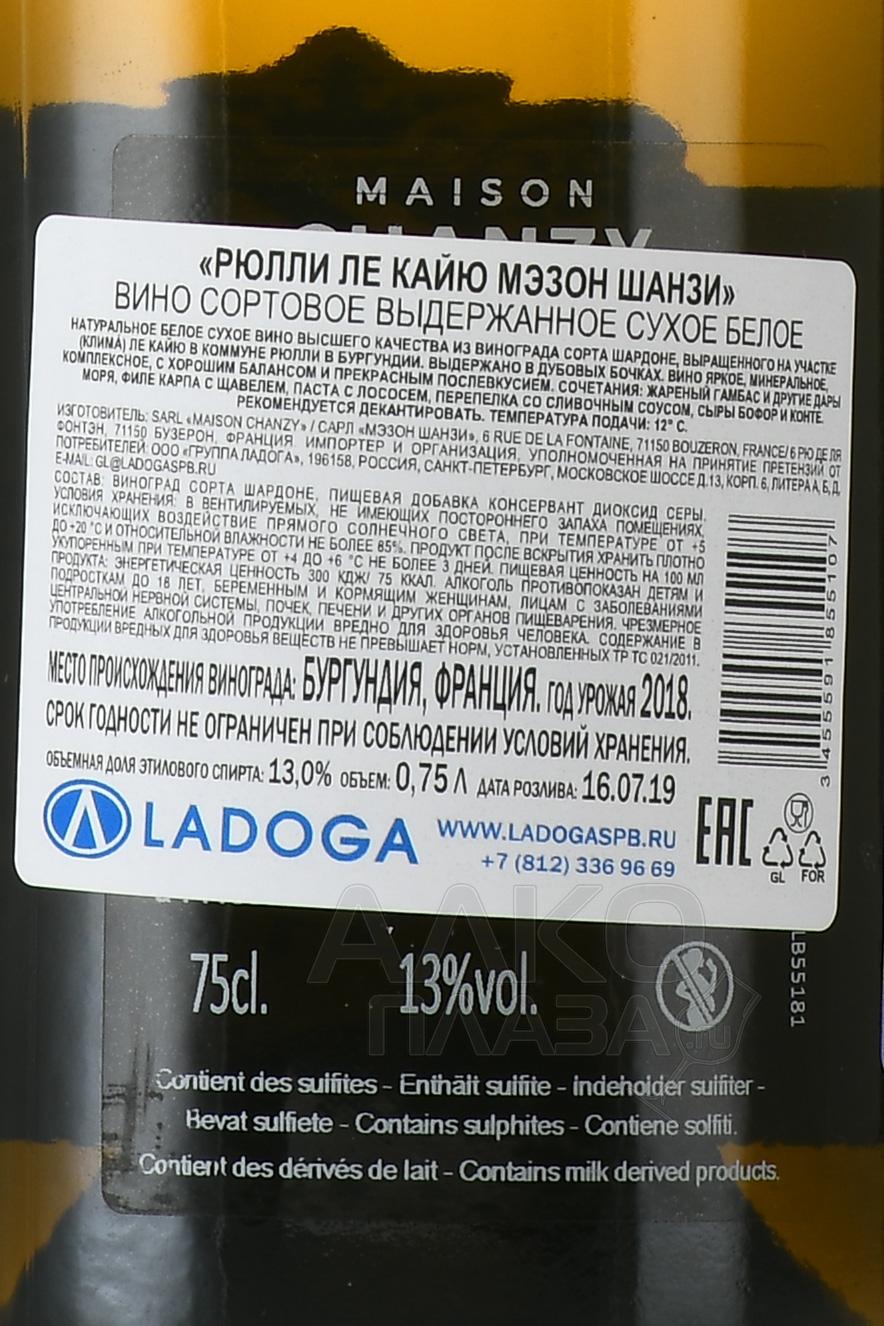 MAISON
CHANZY
«РЮЛЛИ ЛЕ КАЙЮ МЭЗОН ШАНЗИ»
ВИНО СОРТОВОЕ ВЫДЕРЖАННОЕ СУХОЕ БЕЛОЕ
НАТУРАЛЬНОЕ БЕЛОЕ СУХОЕ ВИНО ВЫСШЕГО КАЧЕСТВА ИЗ ВИНОГРАДА СОРТА ШАРДОНЕ, ВЫРАЩЕННОГО НА УЧАСТКЕ
(КЛИМА) ЛЕ КАЙЮ В КОММУНЕ РЮЛЛИ В БУРГУНДИИ. ВЫДЕРЖАНО В ДУБОВЫХ БОЧКАХ. ВИНО ЯРКОЕ, МИНЕРАЛЬНОЕ,
КОМПЛЕКСНОЕ, С ХОРОШИМ БАЛАНСОМ И ПРЕКРАСНЫМ ПОСЛЕВКУСИЕМ. СОЧЕТАНИЯ: ЖАРЕНЫЙ ГАМБАС И ДРУГИЕ ДАРЫ
МОРЯ, ФИЛЕ КАРПА С ЩАВЕЛЕМ, ПАСТА С ЛОСОСЕМ, ПЕРЕПЕЛКА СО СЛИВОЧНЫМ СОУСОМ, СЫРЫ БОФОР И КОНТЕ.
РЕКОМЕНДУЕТСЯ ДЕКАНТИРОВАТЬ. ТЕМПЕРАТУРА ПОДАЧИ: 12° С.
ИЗГОТОВИТЕЛЬ: SARL «MAISON CHANZY» / САРЛ «МЭЗОН ШАНЗИ», 6 RUE DE LA FONTAINE, 71150 BOUZERON, FRANCE/ 6 РЮ ДЕ ЛЯ
ФОНТЭН, 71150 БУЗЕРОН, ФРАНЦИЯ. ИМПОРТЕР И ОРГАНИЗАЦИЯ, УПОЛНОМОЧЕННАЯ НА ПРИНЯТИЕ ПРЕТЕНЗИЙ ОТ
ПОТРЕБИТЕЛЕЙ: ООО «ГРУППА ЛАДОГА», 196158, РОССИЯ, САНКТ-ПЕТЕРБУРГ, МОСКОВСКОЕ ШОССЕ Д.13, КОРП. 6, ЛИТЕРА А, Б, Д.
E-MAIL: GL@LADOGASPB.RU
СОСТАВ: ВИНОГРАД СОРТА ШАРДОНЕ, ПИЩЕВАЯ ДОБАВКА КОНСЕРВАНТ ДИОКСИД СЕРЫ.
УСЛОВИЯ ХРАНЕНИЯ: В ВЕНТИЛИРУЕМЫХ, НЕ ИМЕЮЩИХ ПОСТОРОННЕГО ЗАПАХА ПОМЕЩЕНИЯХ,
ИСКЛЮЧАЮЩИХ ВОЗДЕЙСТВИЕ ПРЯМОГО СОЛНЕЧНОГО СВЕТА, ПРИ ТЕМПЕРАТУРЕ ОТ +5
ДО +20 °С И ОТНОСИТЕЛЬНОЙ ВЛАЖНОСТИ НЕ БОЛЕЕ 85%. ПРОДУКТ ПОСЛЕ ВСКРЫТИЯ ХРАНИТЬ ПЛОТНО
УКУПОРЕННЫМ ПРИ ТЕМПЕРАТУРЕ ОТ +4 ДО +6 °С НЕ БОЛЕЕ 3 ДНЕЙ. ПИЩЕВАЯ ЦЕННОСТЬ НА 100 МЛ
ПРОДУКТА: ЭНЕРГЕТИЧЕСКАЯ ЦЕННОСТЬ 300 КДЖ/ 75 ККАЛ. АЛКОГОЛЬ ПРОТИВОПОКАЗАН ДЕТЯМ И
ПОДРОСТКАМ ДО 18 ЛЕТ, БЕРЕМЕННЫМ И КОРМЯЩИМ ЖЕНЩИНАМ, ЛИЦАМ С ЗАБОЛЕВАНИЯМИ
ЦЕНТРАЛЬНОЙ НЕРВНОЙ СИСТЕМЫ, ПОЧЕК, ПЕЧЕНИ И ДРУГИХ ОРГАНОВ ПИЩЕВАРЕНИЯ. ЧРЕЗМЕРНОЕ
УПОТРЕБЛЕНИЕ АЛКОГОЛЬНОЙ ПРОДУКЦИИ ВРЕДНО ДЛЯ ЗДОРОВЬЯ ЧЕЛОВЕКА. СОДЕРЖАНИЕ В
ПРОДУКЦИИ ВРЕДНЫХ ДЛЯ ЗДОРОВЬЯ ВЕЩЕСТВ НЕ ПРЕВЫШАЕТ НОРМ, УСТАНОВЛЕННЫХ ТР ТС 021/2011.
МЕСТО ПРОИСХОЖДЕНИЯ ВИНОГРАДА: БУРГУНДИЯ, ФРАНЦИЯ. ГОД УРОЖАЯ 2018.
СРОК ГОДНОСТИ НЕ ОГРАНИЧЕН ПРИ СОБЛЮДЕНИИ УСЛОВИЙ ХРАНЕНИЯ.
ОБЪЕМНАЯ ДОЛЯ ЭТИЛОВОГО СПИРТА: 13,0% ОБЪЕМ: 0,75 Л ДАТА РОЗЛИВА: 16.07.19
3 455591 855107
LADOGA
WWW.LADOGASPB.RU
+7 (812) 336 96 69
EAC
GL FOR
АЛКО
ПЛАЗА.ru
75cl. 13%vol.
LB55181
Contient des sulfites - Enthält sulfite - indeholder sulfiter -
Bevat sulfiete - Contains sulphites - Contiene solfiti.
Contient des dérivés de lait - Contains milk derived products.